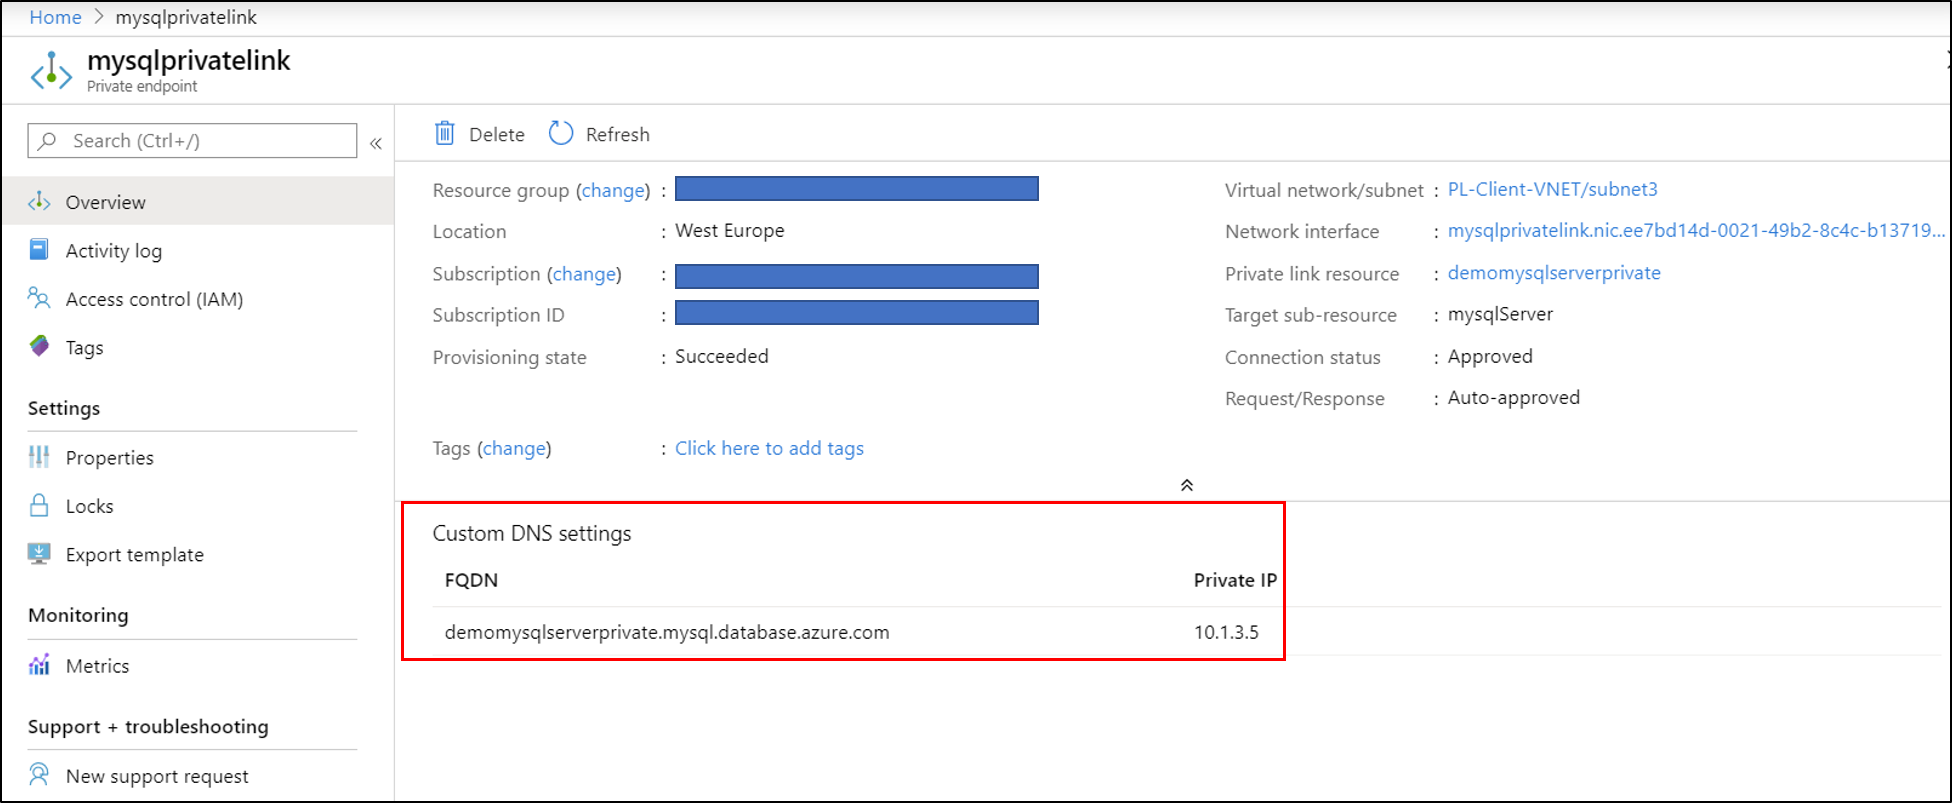 Home > mysqlprivatelink
mysqlprivatelink
Private endpoint
Search (Ctrl+/)
«
Overview
Activity log
Access control (IAM)
Tags
Settings
Properties
Locks
Export template
Monitoring
Metrics
Support + troubleshooting
New support request
Delete
Refresh
Resource group (change) :
Location : West Europe
Subscription (change) :
Subscription ID :
Provisioning state : Succeeded
Tags (change) : Click here to add tags
Virtual network/subnet : PL-Client-VNET/subnet3
Network interface : mysqlprivatelink.nic.ee7bd14d-0021-49b2-8c4c-b13719...
Private link resource : demomysqlserverprivate
Target sub-resource : mysqlServer
Connection status : Approved
Request/Response : Auto-approved
Custom DNS settings
FQDN Private IP
demomysqlserverprivate.mysql.database.azure.com 10.1.3.5